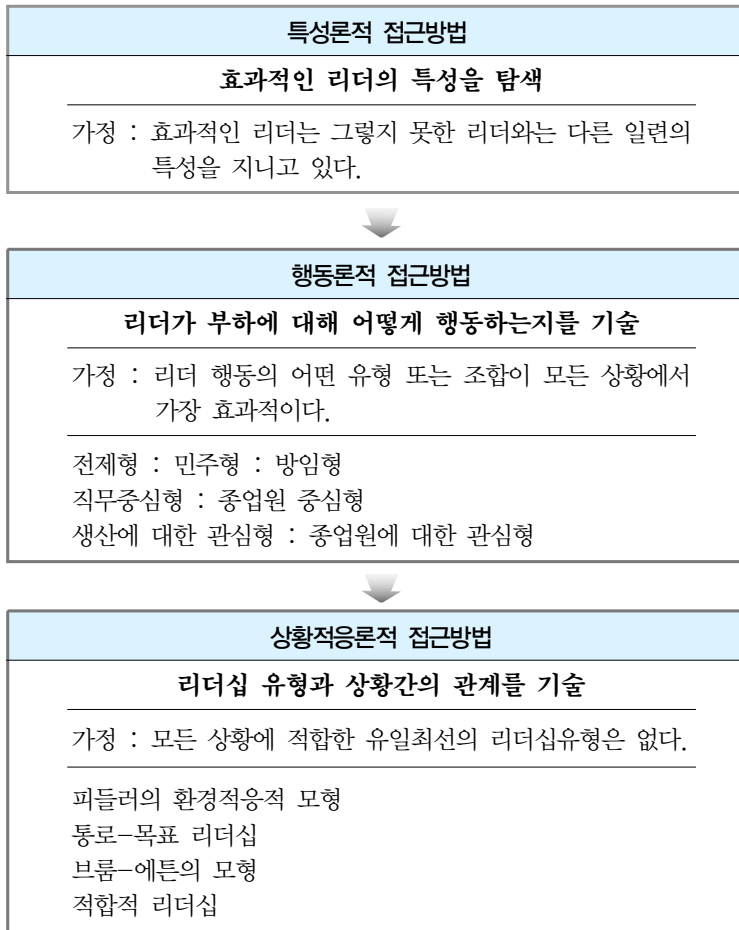 특성론적 접근방법
효과적인 리더의 특성을 탐색
가정 : 효과적인 리더는 그렇지 못한 리더와는 다른 일련의
특성을 지니고 있다.
행동론적 접근방법
리더가 부하에 대해 어떻게 행동하는지를 기술
가정 : 리더 행동의 어떤 유형 또는 조합이 모든 상황에서
가장 효과적이다.
전제형 : 민주형 : 방임형
직무중심형 : 종업원 중심형
생산에 대한 관심형 : 종업원에 대한 관심형
상황적응론적 접근방법
리더십 유형과 상황간의 관계를 기술
가정 : 모든 상황에 적합한 유일최선의 리더십유형은 없다.
피들러의 환경적응적 모형
통로-목표 리더십
브룸-예튼의 모형
적합적 리더십